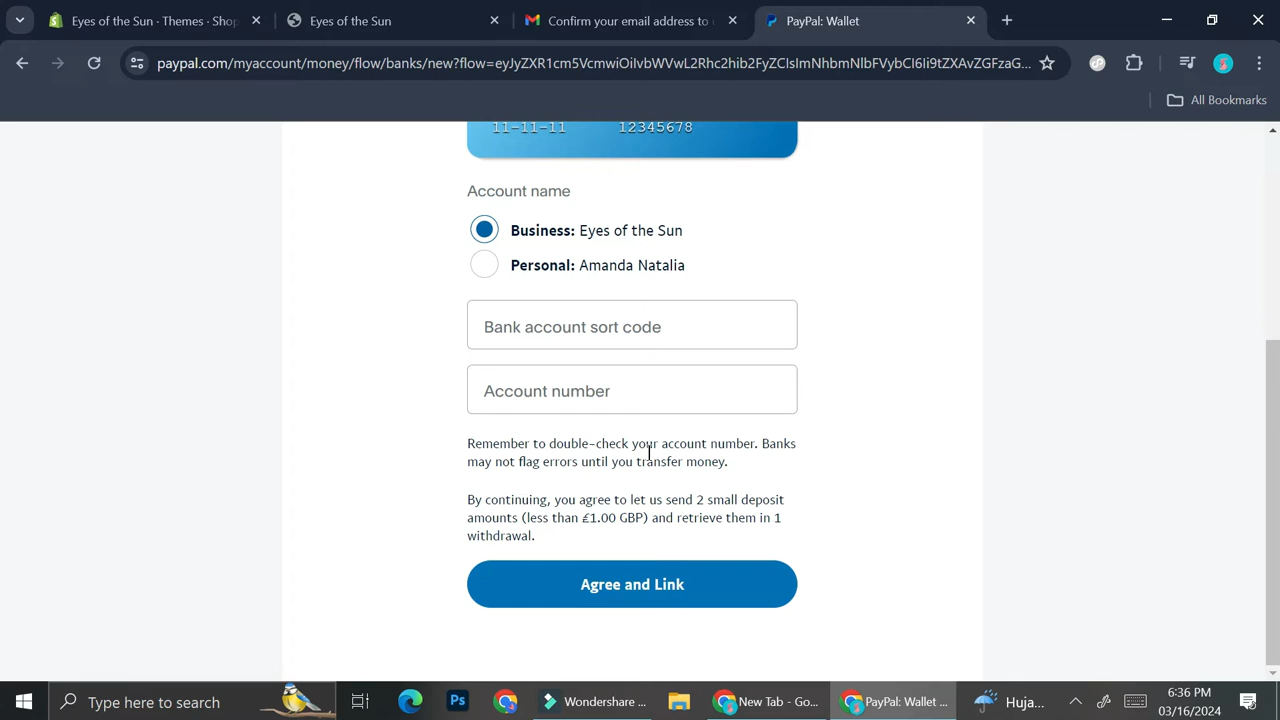 Eyes of the Sun · Themes · Shop
Eyes of the Sun
Confirm your email address to
PayPal: Wallet
paypal.com/myaccount/money/flow/banks/new?flow=eyJyZXR1cm5VcmwiOiIvbWVwL2Rhc2hib2FyZCIsImNhbmNlbFVybCI6Ii9tZXAvZGFzaG...
All Bookmarks
11-11-11 12345678
Account name
Business: Eyes of the Sun
Personal: Amanda Natalia
Bank account sort code
Account number
Remember to double-check your account number. Banks
may not flag errors until you transfer money.
By continuing, you agree to let us send 2 small deposit
amounts (less than £1.00 GBP) and retrieve them in 1
withdrawal.
Agree and Link
Type here to search
Ps
Wondershare ...
New Tab - Go...
PayPal: Wallet ...
Huja...
6:36 PM
03/16/2024